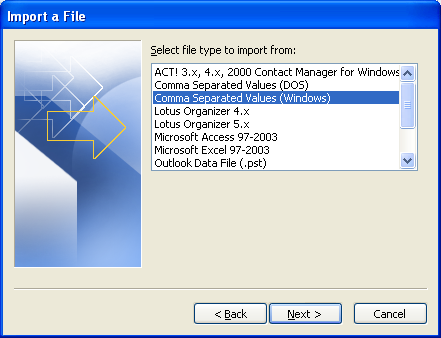 Import a File
Select file type to import from:
ACT! 3.x, 4.x, 2000 Contact Manager for Windows
Comma Separated Values (DOS)
Comma Separated Values (Windows)
Lotus Organizer 4.x
Lotus Organizer 5.x
Microsoft Access 97-2003
Microsoft Excel 97-2003
Outlook Data File (.pst)
< Back Next > Cancel